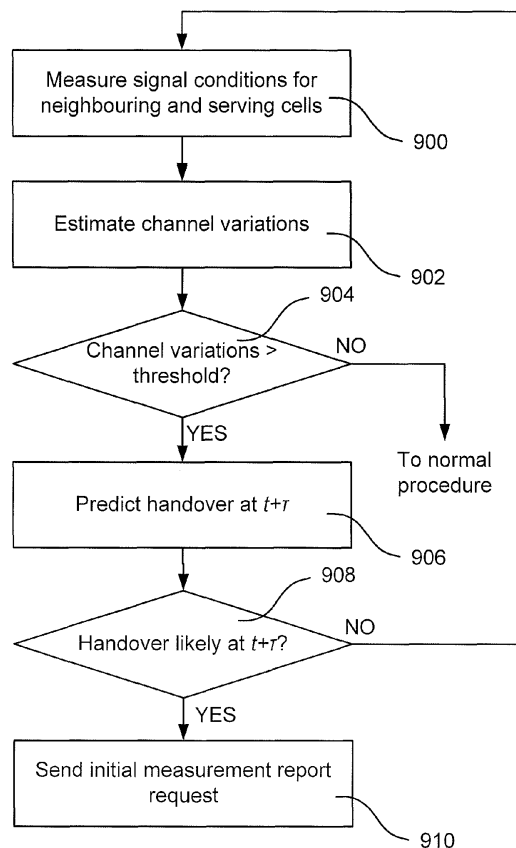 Measure signal conditions for
neighbouring and serving cells
900
Estimate channel variations
902
904
Channel variations >
threshold?
NO
YES
To normal
procedure
Predict handover at t+τ
906
908
Handover likely at t+τ?
NO
YES
Send initial measurement report
request
910